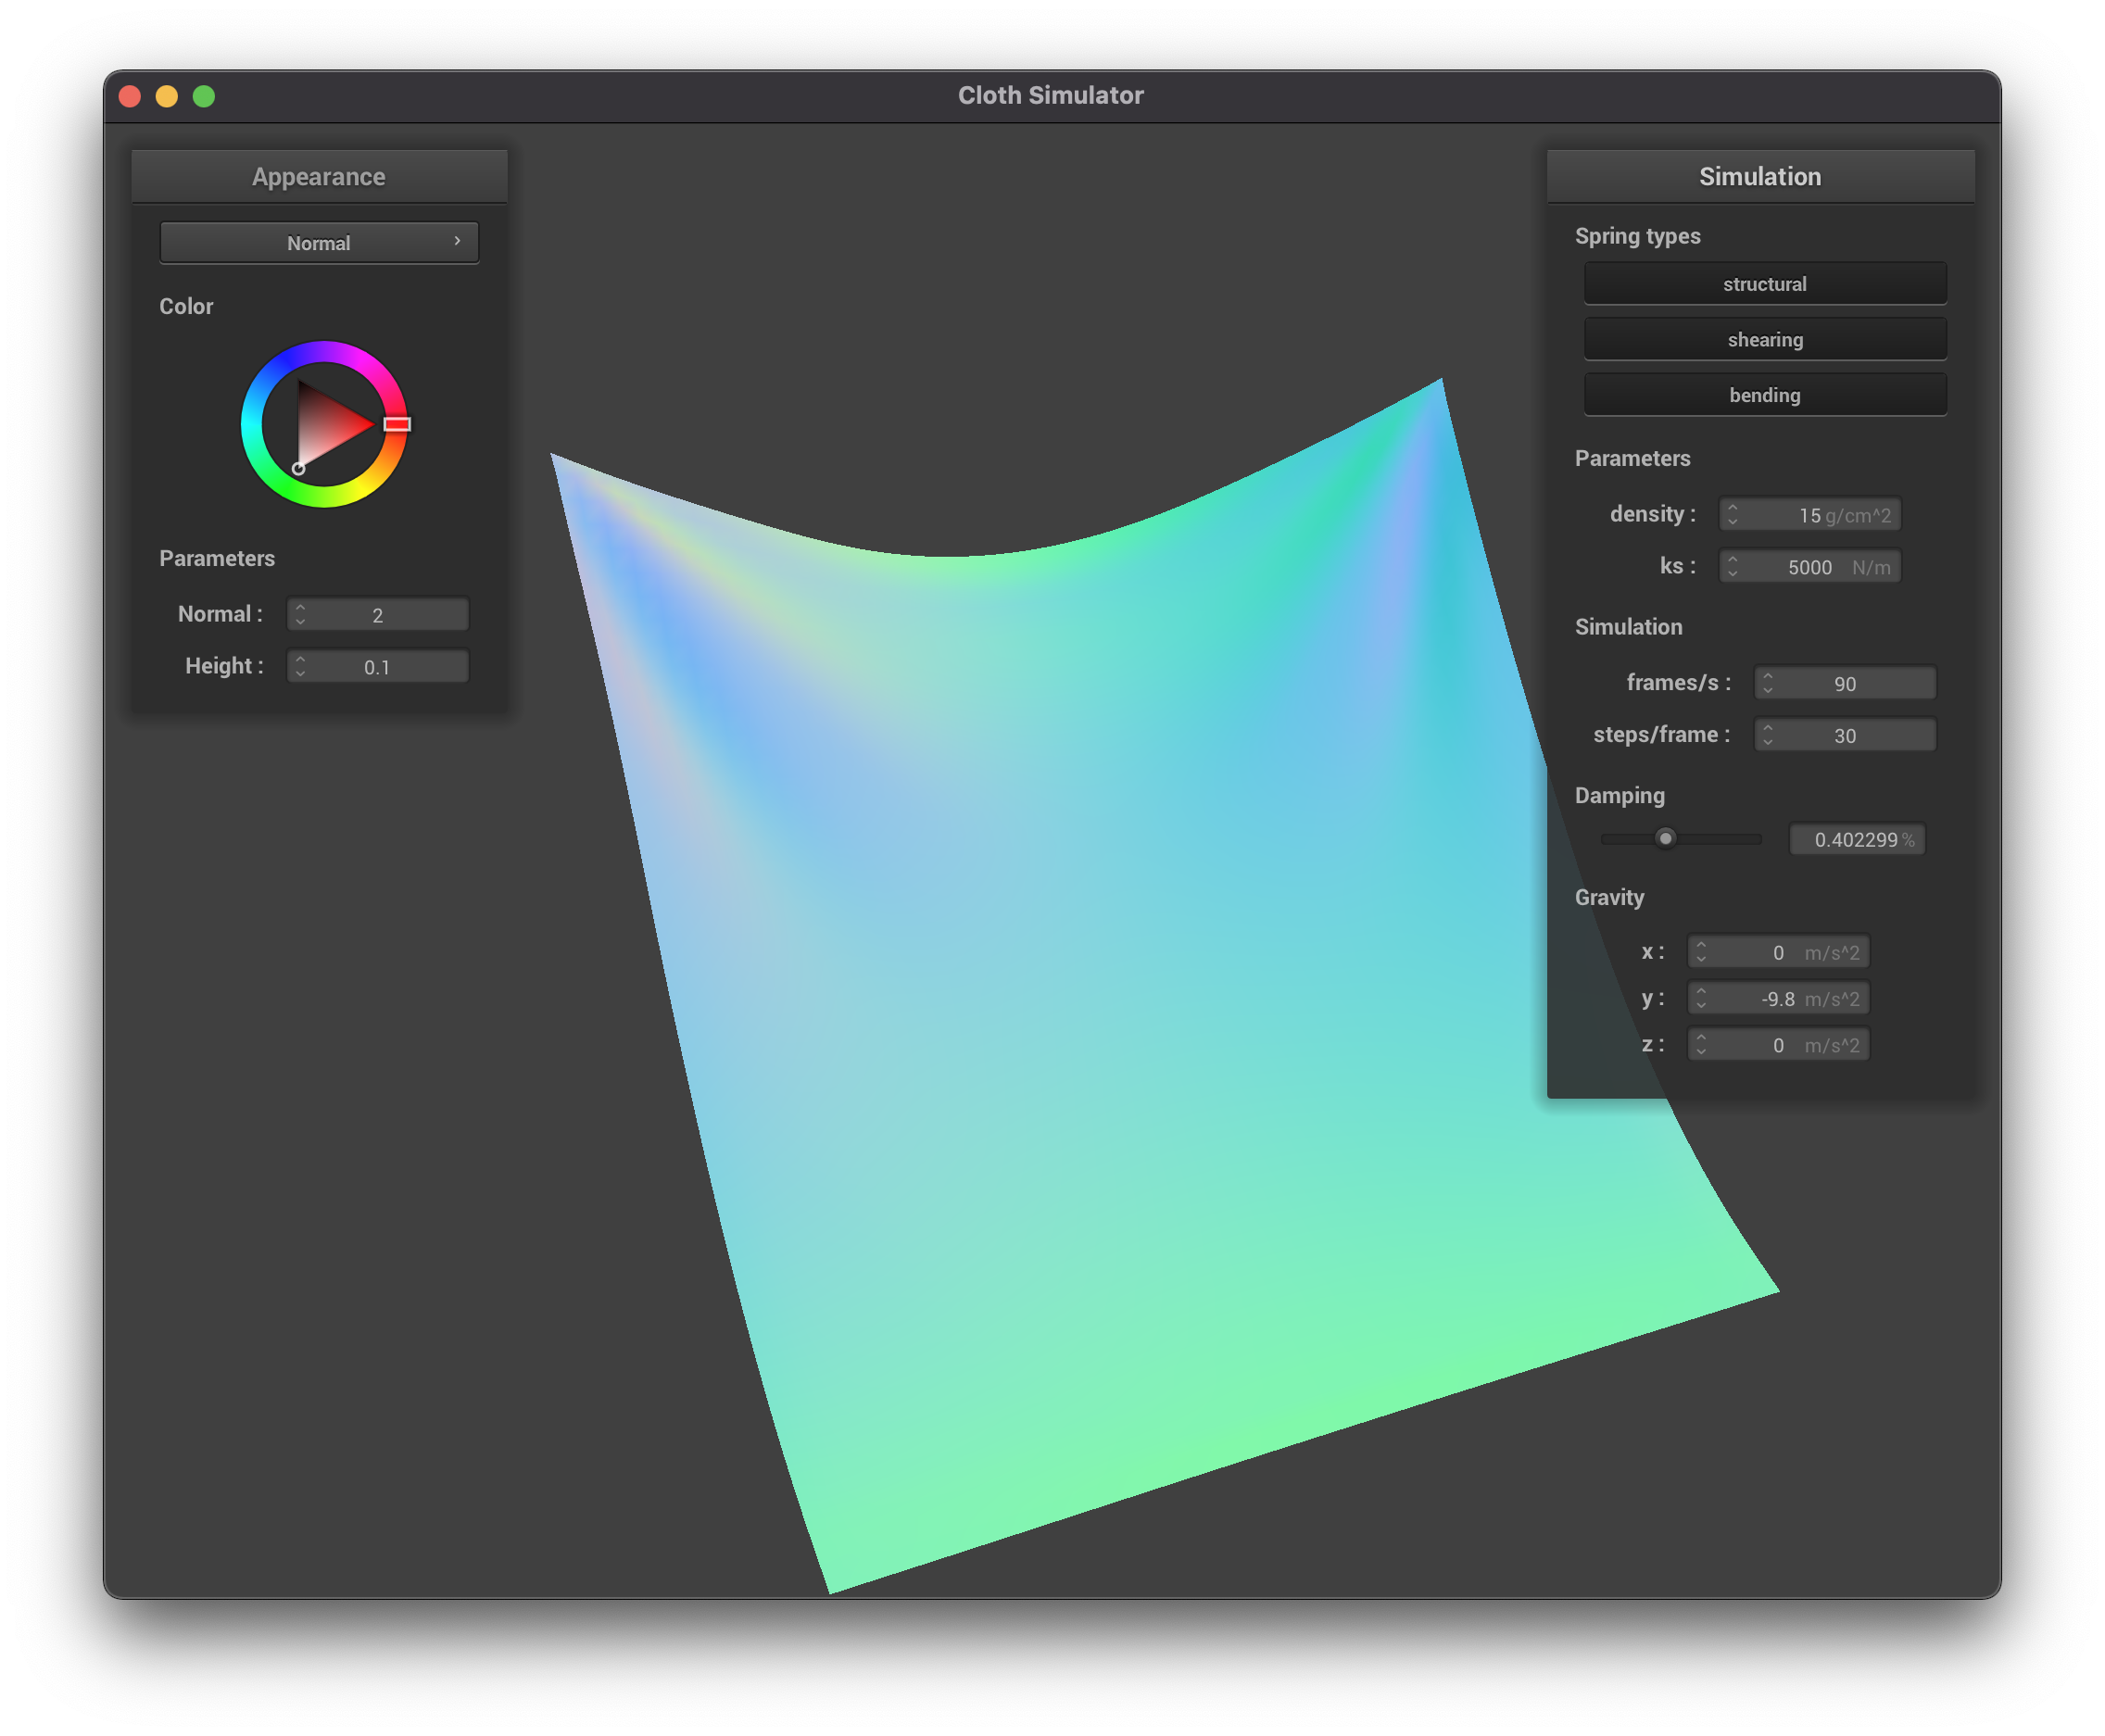 Cloth Simulator
Appearance
Normal
Color
Parameters
Normal : 2
Height : 0.1
Simulation
Spring types
structural
shearing
bending
Parameters
density : 15 g/cm^2
ks : 5000 N/m
Simulation
frames/s : 90
steps/frame : 30
Damping
0.402299 %
Gravity
x : 0 m/s^2
y : -9.8 m/s^2
z : 0 m/s^2